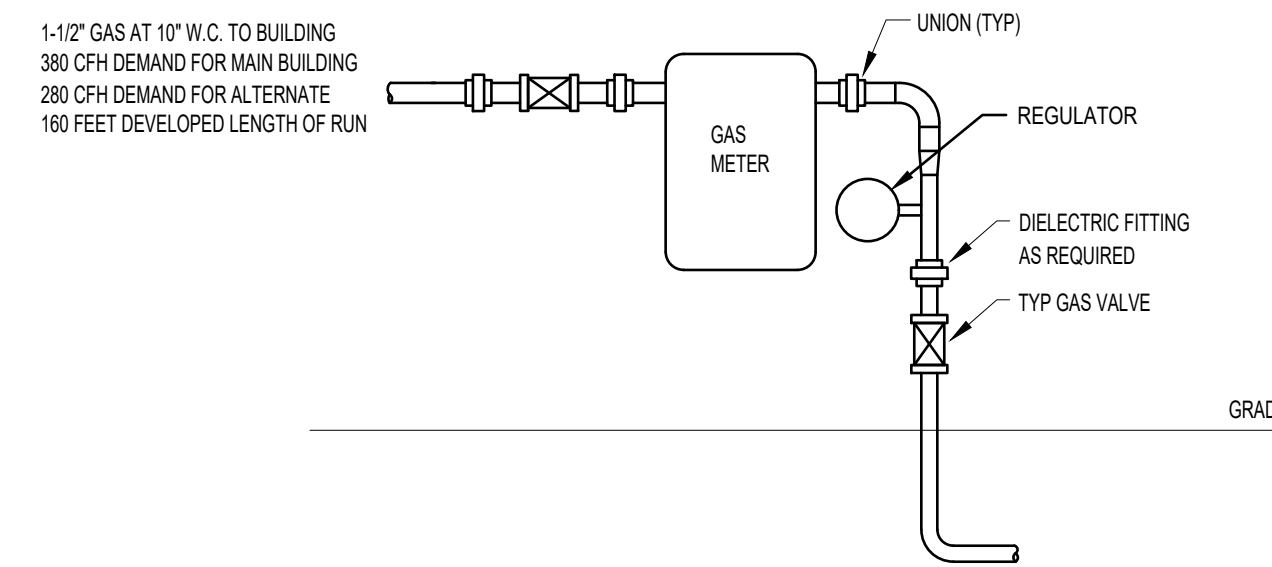 1-1/2" GAS AT 10" W.C. TO BUILDING
380 CFH DEMAND FOR MAIN BUILDING
280 CFH DEMAND FOR ALTERNATE
160 FEET DEVELOPED LENGTH OF RUN
UNION (TYP)
GAS
METER
REGULATOR
DIELECTRIC FITTING
AS REQUIRED
TYP GAS VALVE
GRAD